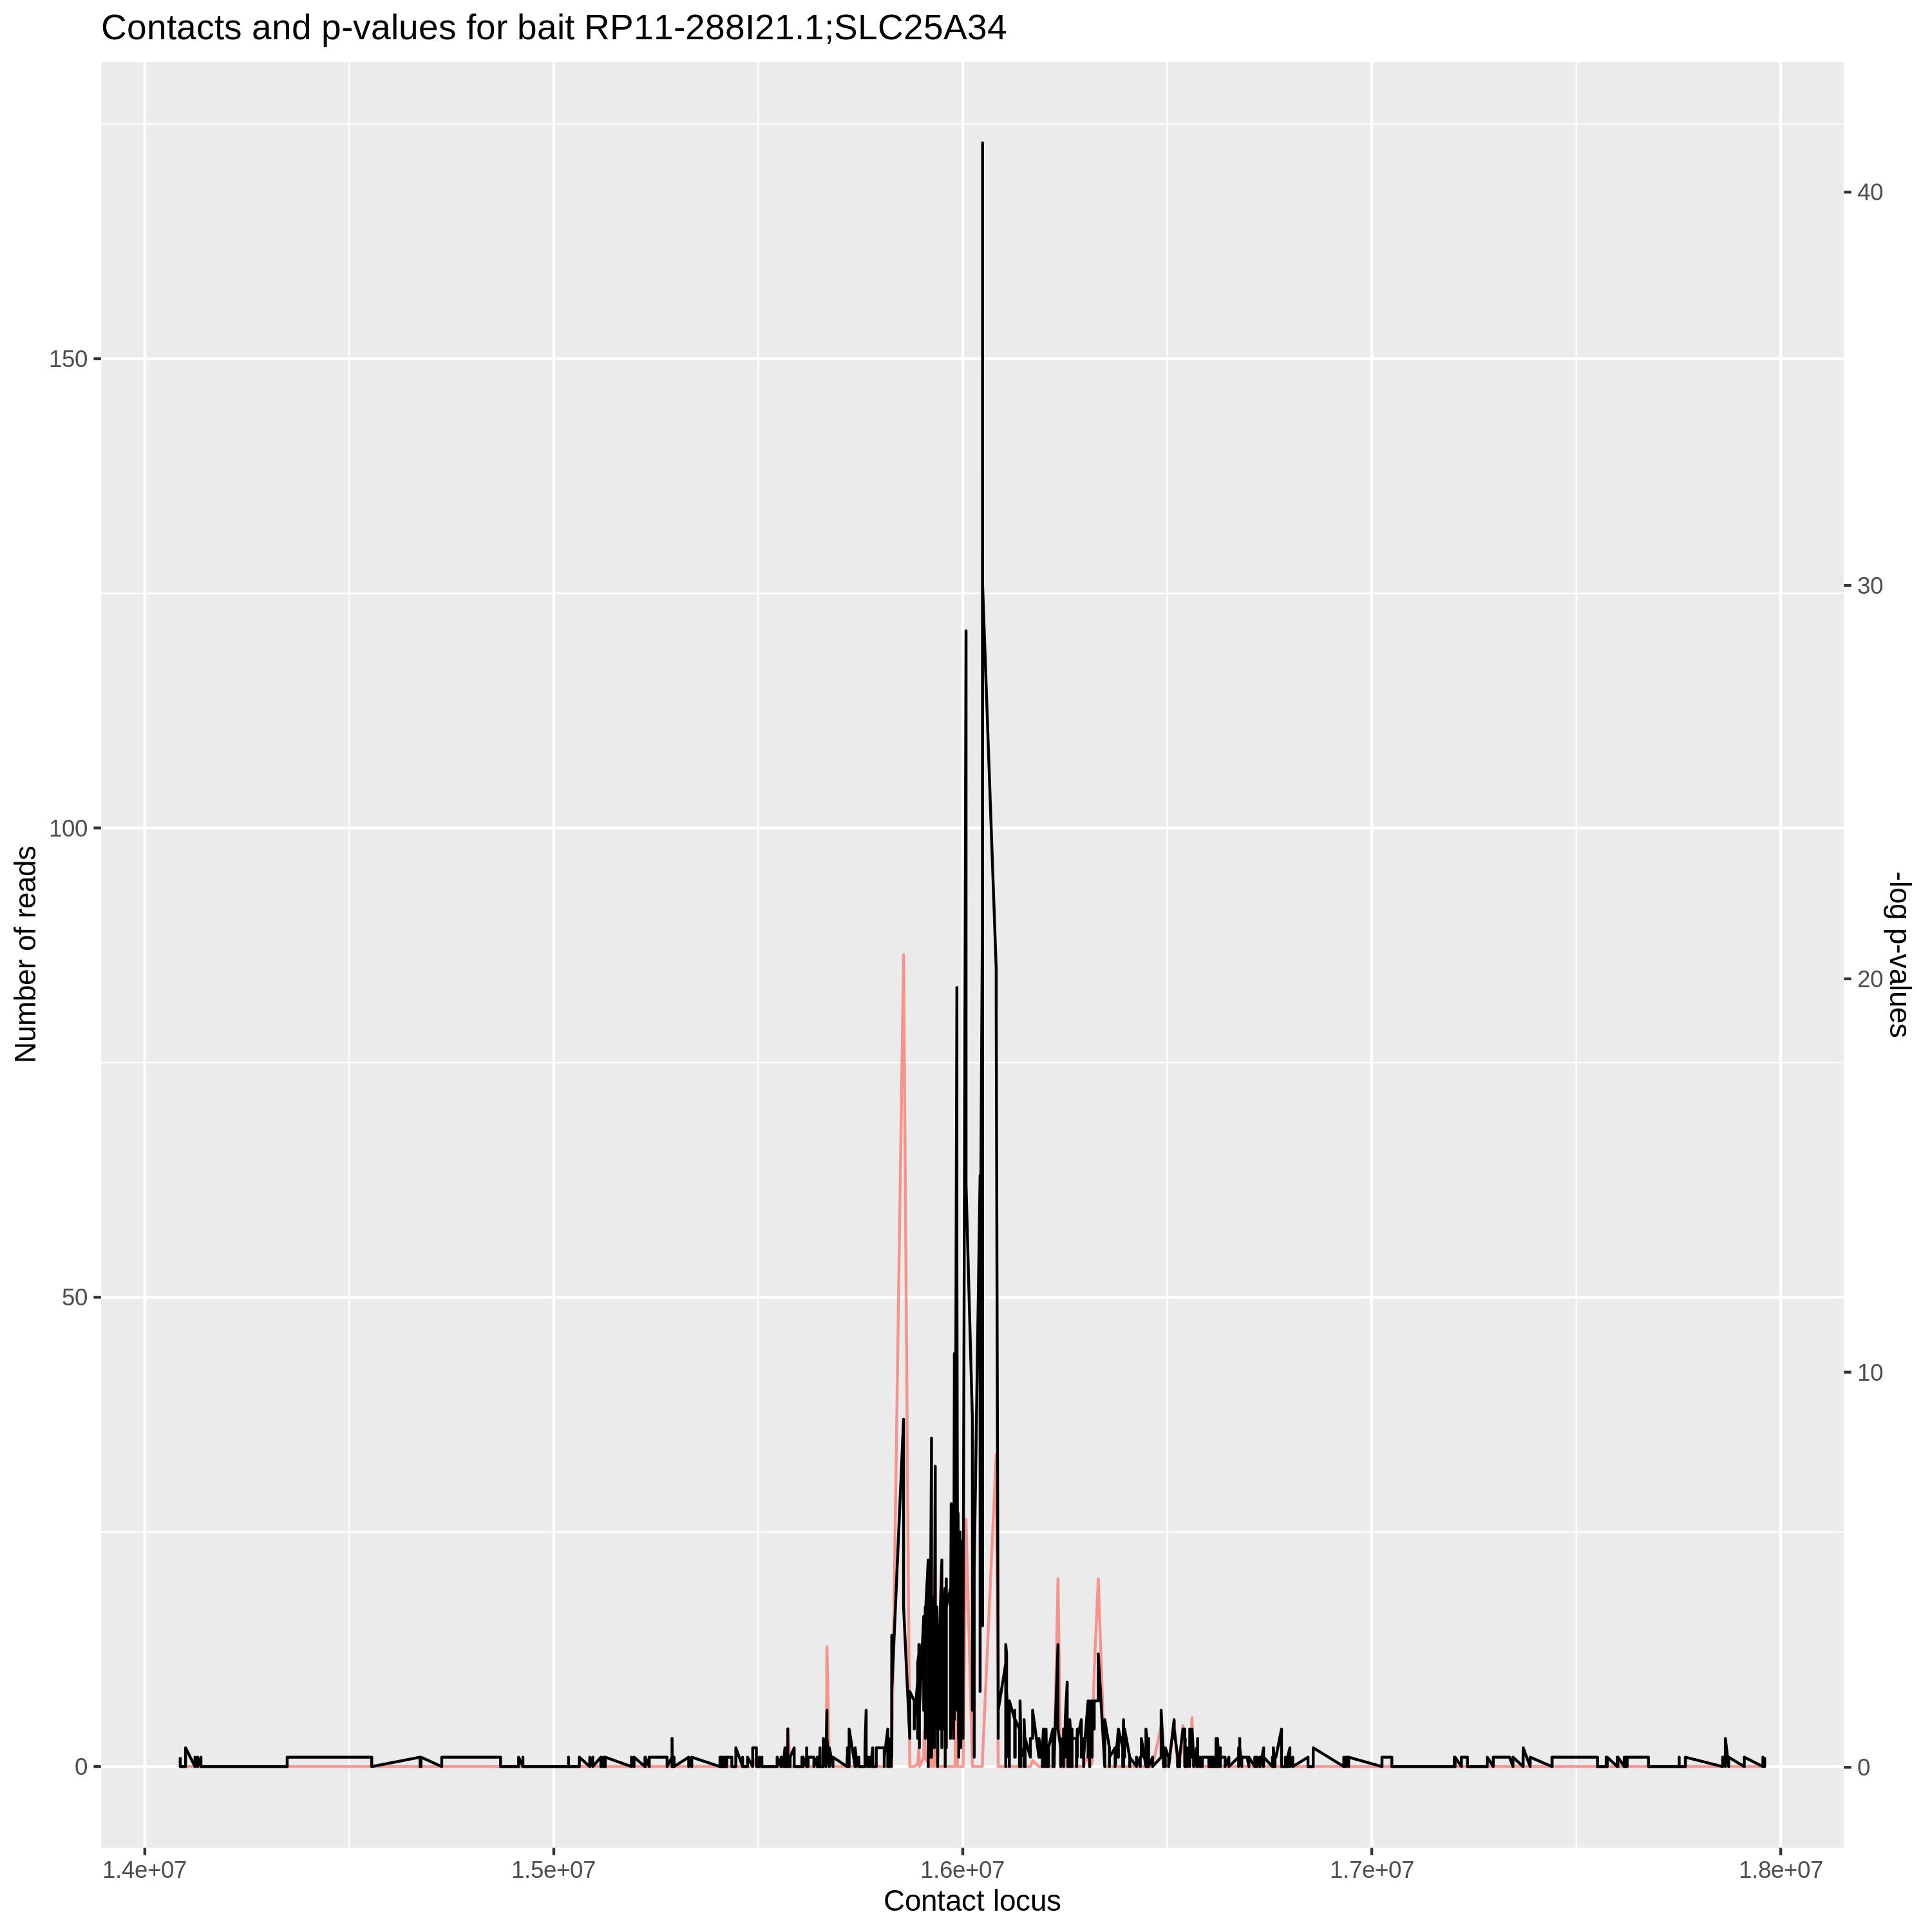 Contacts and p-values for bait RP11-288I21.1;SLC25A34
150
100
50
0
40
30
20
10
0
Number of reads
-log p-values
1.4e+07
1.5e+07
1.6e+07
1.7e+07
1.8e+07
Contact locus